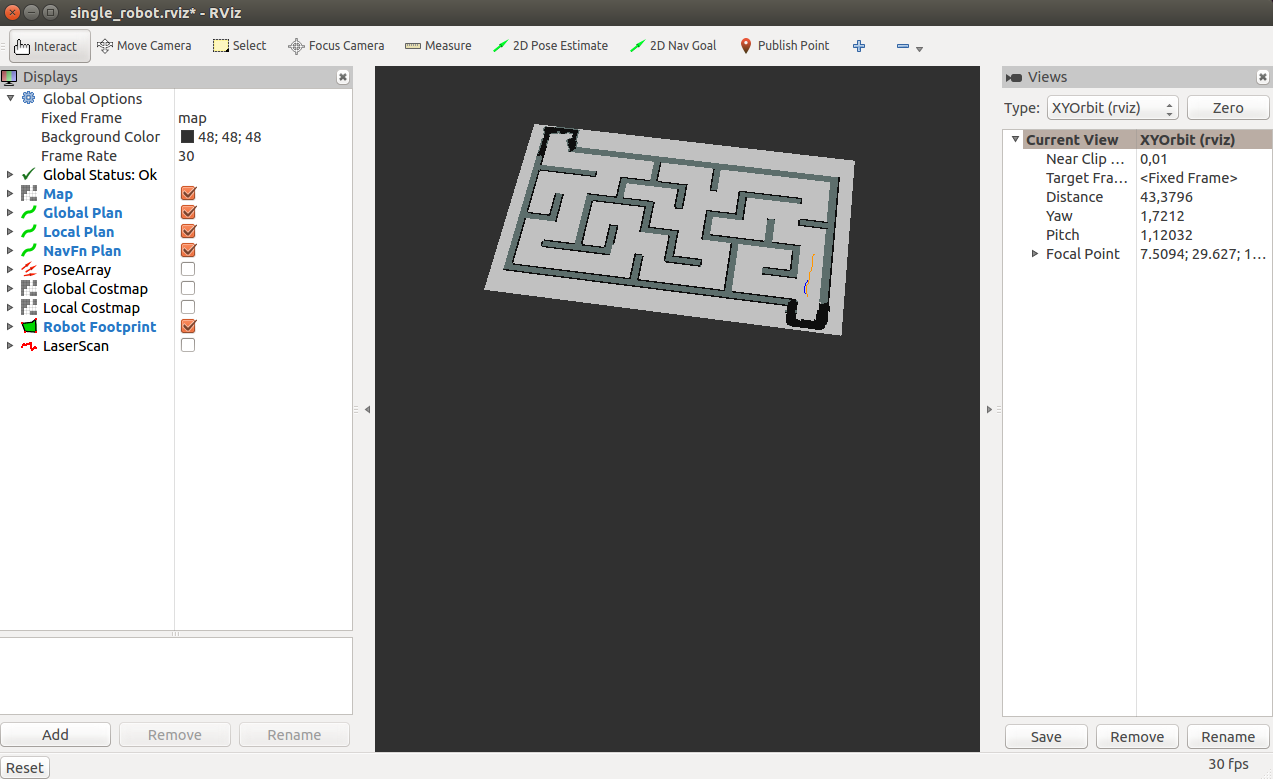 single_robot.rviz* - RViz
Interact Move Camera Select Focus Camera Measure 2D Pose Estimate 2D Nav Goal Publish Point
Displays
Global Options
Fixed Frame map
Background Color 48; 48; 48
Frame Rate 30
Global Status: Ok
Map
Global Plan
Local Plan
NavFn Plan
PoseArray
Global Costmap
Local Costmap
Robot Footprint
LaserScan
Add Remove Rename
Reset
Views
Type: XYOrbit (rviz) Zero
Current View XYOrbit (rviz)
Near Clip ... 0,01
Target Fra... <Fixed Frame>
Distance 43,3796
Yaw 1,7212
Pitch 1,12032
Focal Point 7.5094; 29.627; 1...
Save Remove Rename
30 fps